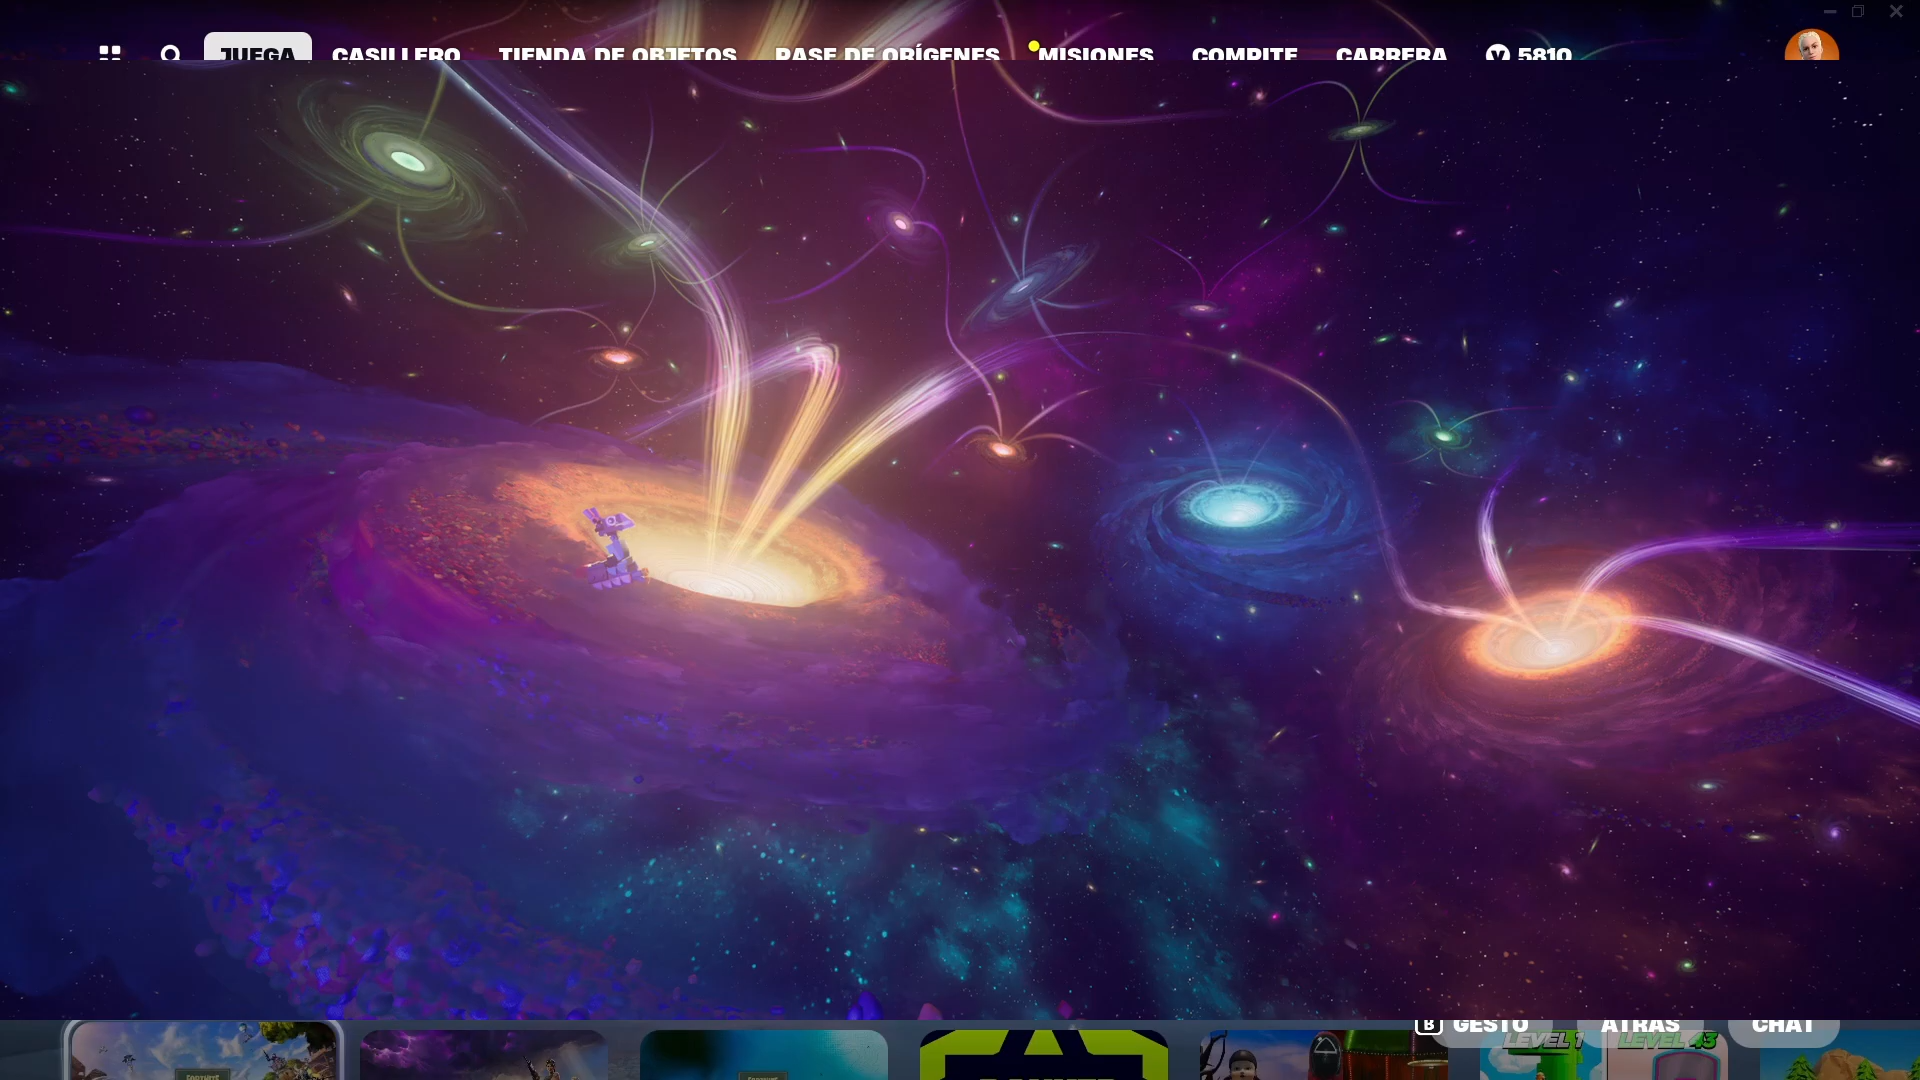 JUEGA CASILLERO TIENDA DE OBJETOS PASE DE ORÍGENES MISIONES COMPITE CARRERA 5810
B GESTO ATRÁS CHAT
LEVEL 1 LEVEL 43
FORTNITE